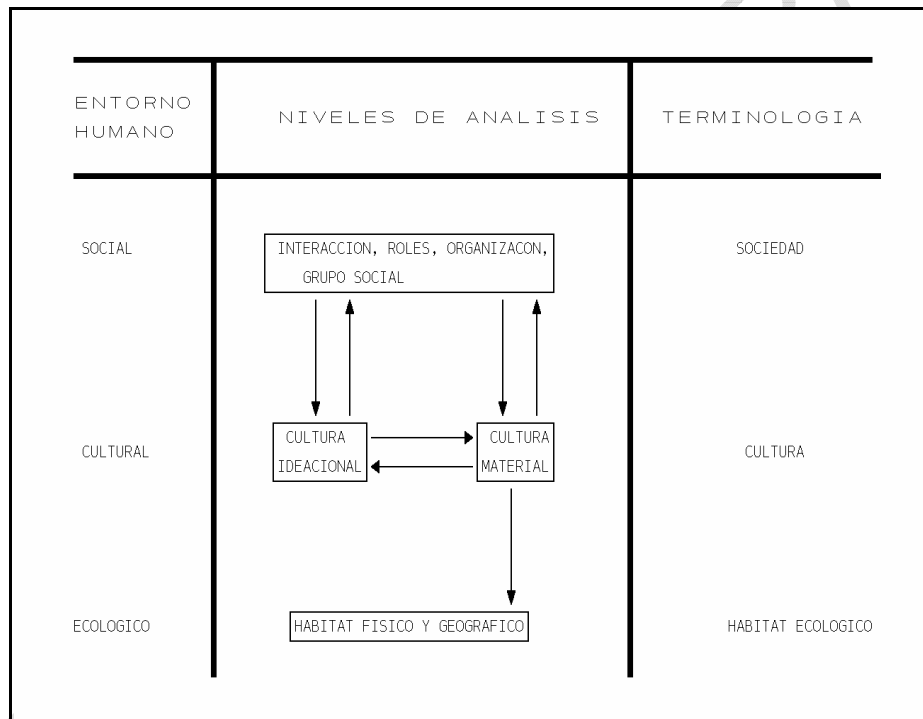 ENTORNO
HUMANO
NIVELES DE ANALISIS
TERMINOLOGIA
SOCIAL
INTERACCION, ROLES, ORGANIZACON,
GRUPO SOCIAL
SOCIEDAD
CULTURAL
CULTURA
IDEACIONAL
CULTURA
MATERIAL
CULTURA
ECOLOGICO
HABITAT FISICO Y GEOGRAFICO
HABITAT ECOLOGICO